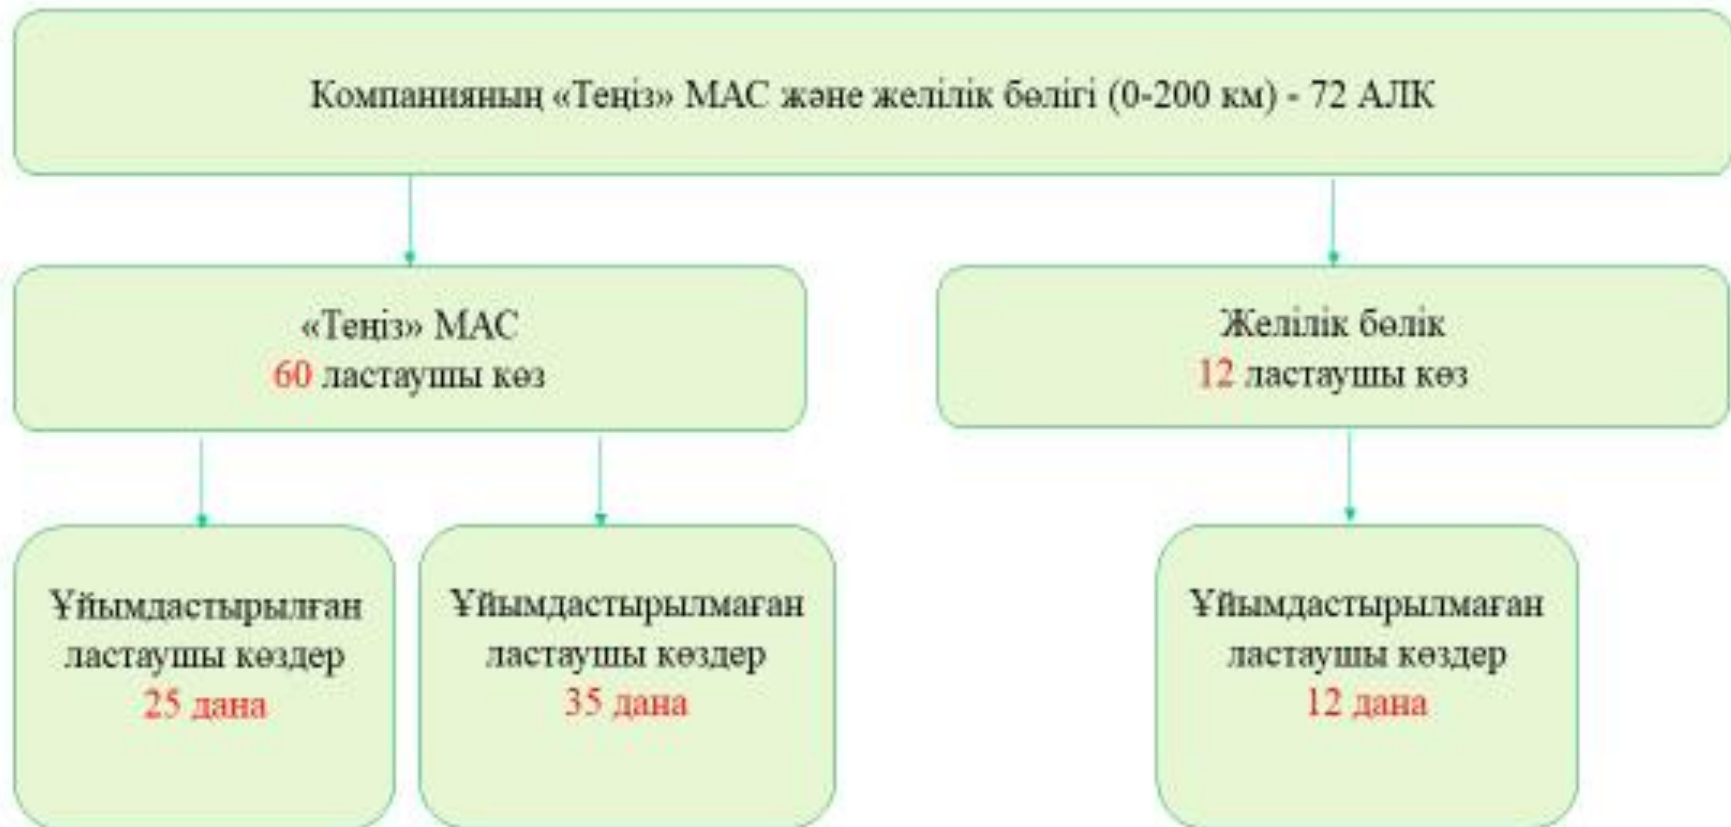 Компанияның «Теңіз» МАС және желілік бөлігі (0-200 км) - 72 АЛК
«Теңіз» МАС
60 ластаушы көз
Желілік бөлік
12 ластаушы көз
Ұйымдастырылған
ластаушы көздер
25 дана
Ұйымдастырылмаған
ластаушы көздер
35 дана
Ұйымдастырылмаған
ластаушы көздер
12 дана